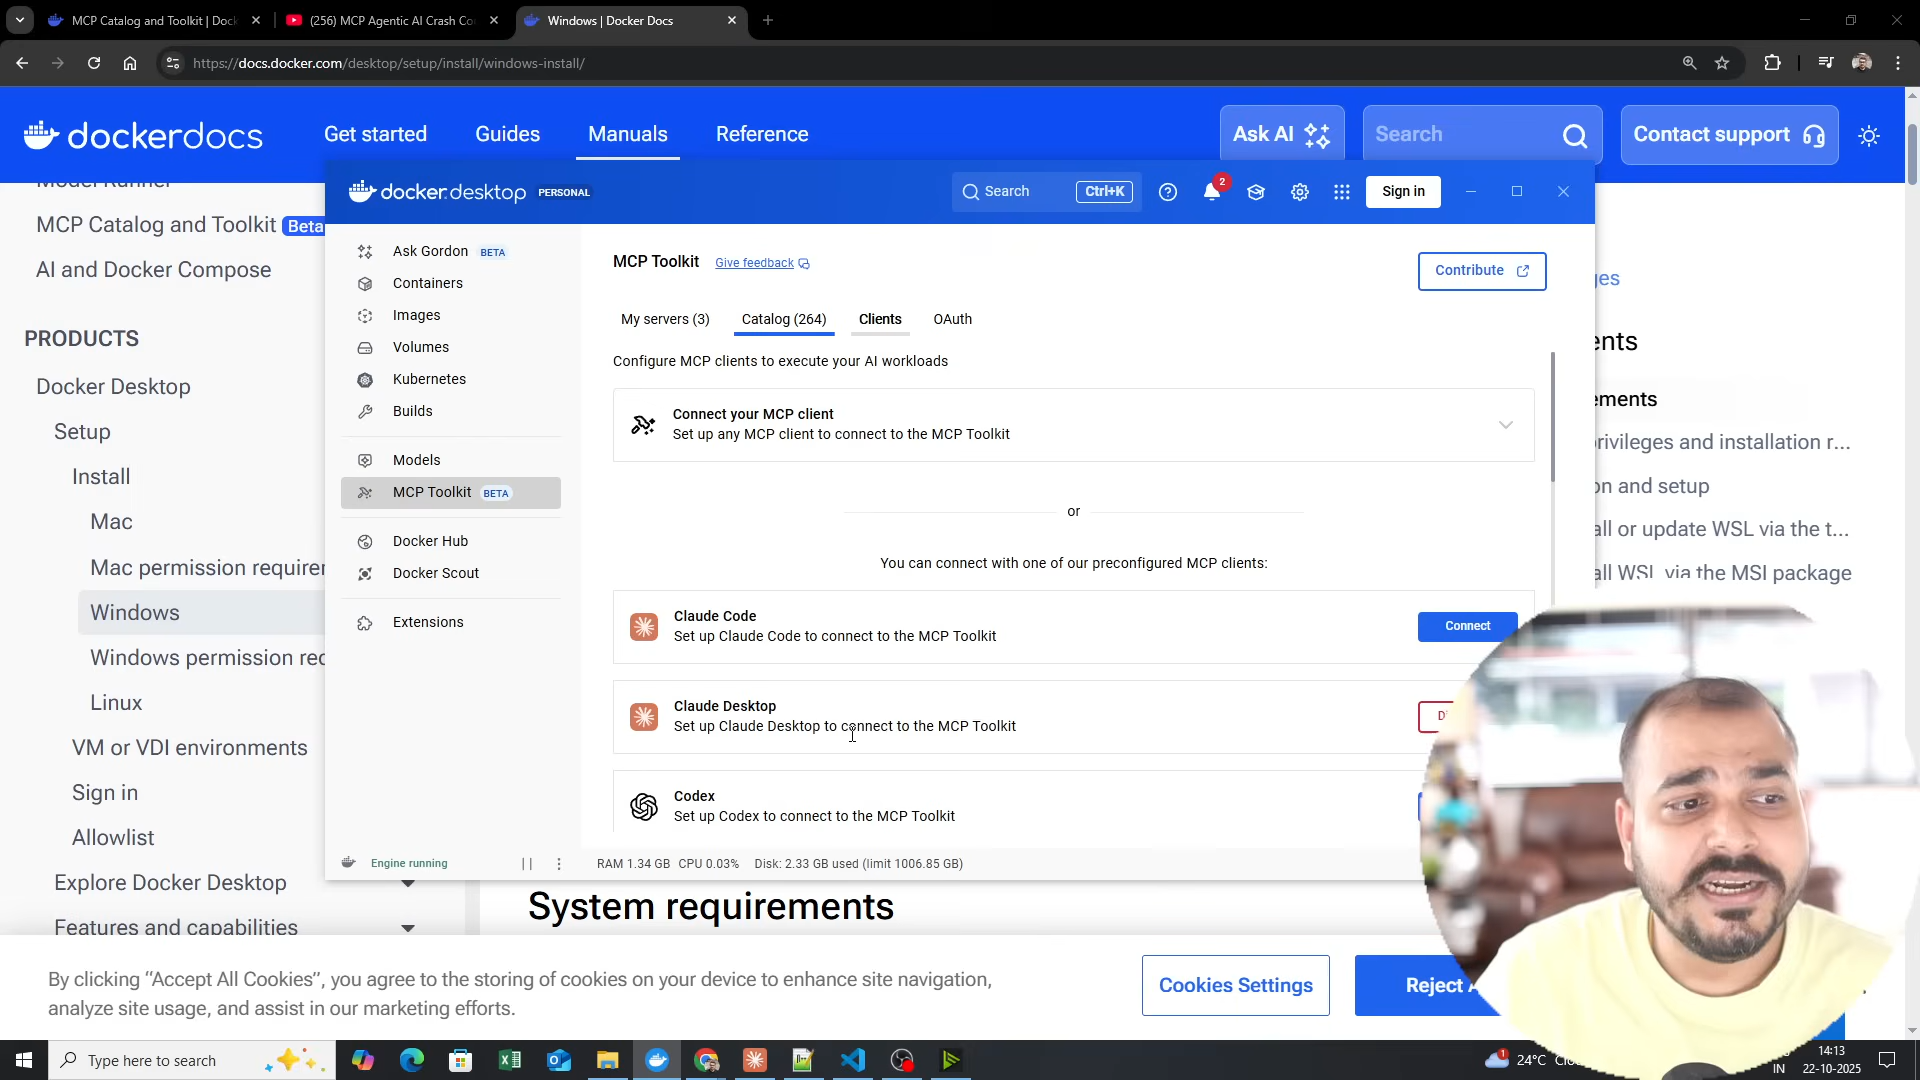 MCP Catalog and Toolkit | Dock
(256) MCP Agentic AI Crash Co
Windows | Docker Docs
https://docs.docker.com/desktop/setup/install/windows-install/
dockerdocs
Get started
Guides
Manuals
Reference
Ask AI
Search
Contact support
Model Runner
MCP Catalog and Toolkit Beta
AI and Docker Compose
PRODUCTS
Docker Desktop
Setup
Install
Mac
Mac permission requirer
Windows
Windows permission rec
Linux
VM or VDI environments
Sign in
Allowlist
Explore Docker Desktop
Features and capabilities
docker.desktop PERSONAL
Search Ctrl+K
2
Sign in
Ask Gordon BETA
Containers
Images
Volumes
Kubernetes
Builds
Models
MCP Toolkit BETA
Docker Hub
Docker Scout
Extensions
MCP Toolkit Give feedback
Contribute
My servers (3)
Catalog (264)
Clients
OAuth
Configure MCP clients to execute your AI workloads
Connect your MCP client
Set up any MCP client to connect to the MCP Toolkit
or
You can connect with one of our preconfigured MCP clients:
Claude Code
Set up Claude Code to connect to the MCP Toolkit
Connect
Claude Desktop
Set up Claude Desktop to connect to the MCP Toolkit
Codex
Set up Codex to connect to the MCP Toolkit
Engine running
RAM 1.34 GB CPU 0.03% Disk: 2.33 GB used (limit 1006.85 GB)
ges
ents
ements
rivileges and installation r...
on and setup
all or update WSL via the t...
all WSL via the MSI package
System requirements
By clicking “Accept All Cookies”, you agree to the storing of cookies on your device to enhance site navigation,
analyze site usage, and assist in our marketing efforts.
Cookies Settings
Reject
Type here to search
1
24°C
14:13
IN
22-10-2025